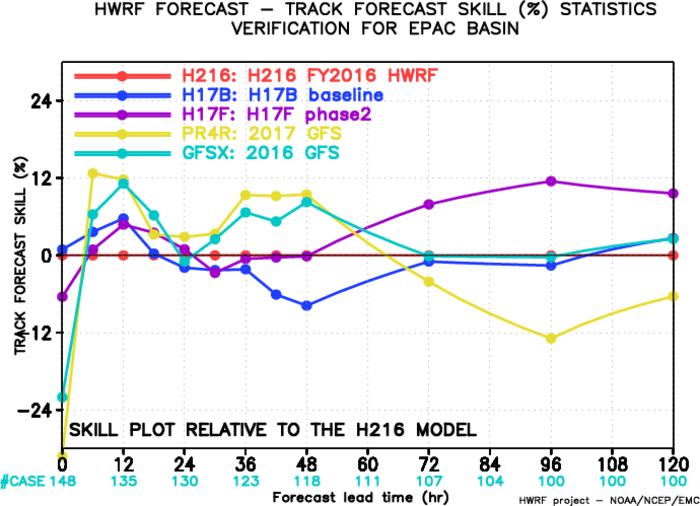 HWRF FORECAST – TRACK FORECAST SKILL (%) STATISTICS
VERIFICATION FOR EPAC BASIN
H216: H216 FY2016 HWRF
H17B: H17B baseline
H17F: H17F phase2
PR4R: 2017 GFS
GFSX: 2016 GFS
TRACK FORECAST SKILL (%)
24
12
0
12
–24
SKILL PLOT RELATIVE TO THE H216 MODEL
0 12 24 36 48 60 72 84 96 108 120
#CASE 148 135 130 123 118 111 107 104 100 100 100
Forecast lead time (hr)
HWRF project – NOAA/NCEP/EMC